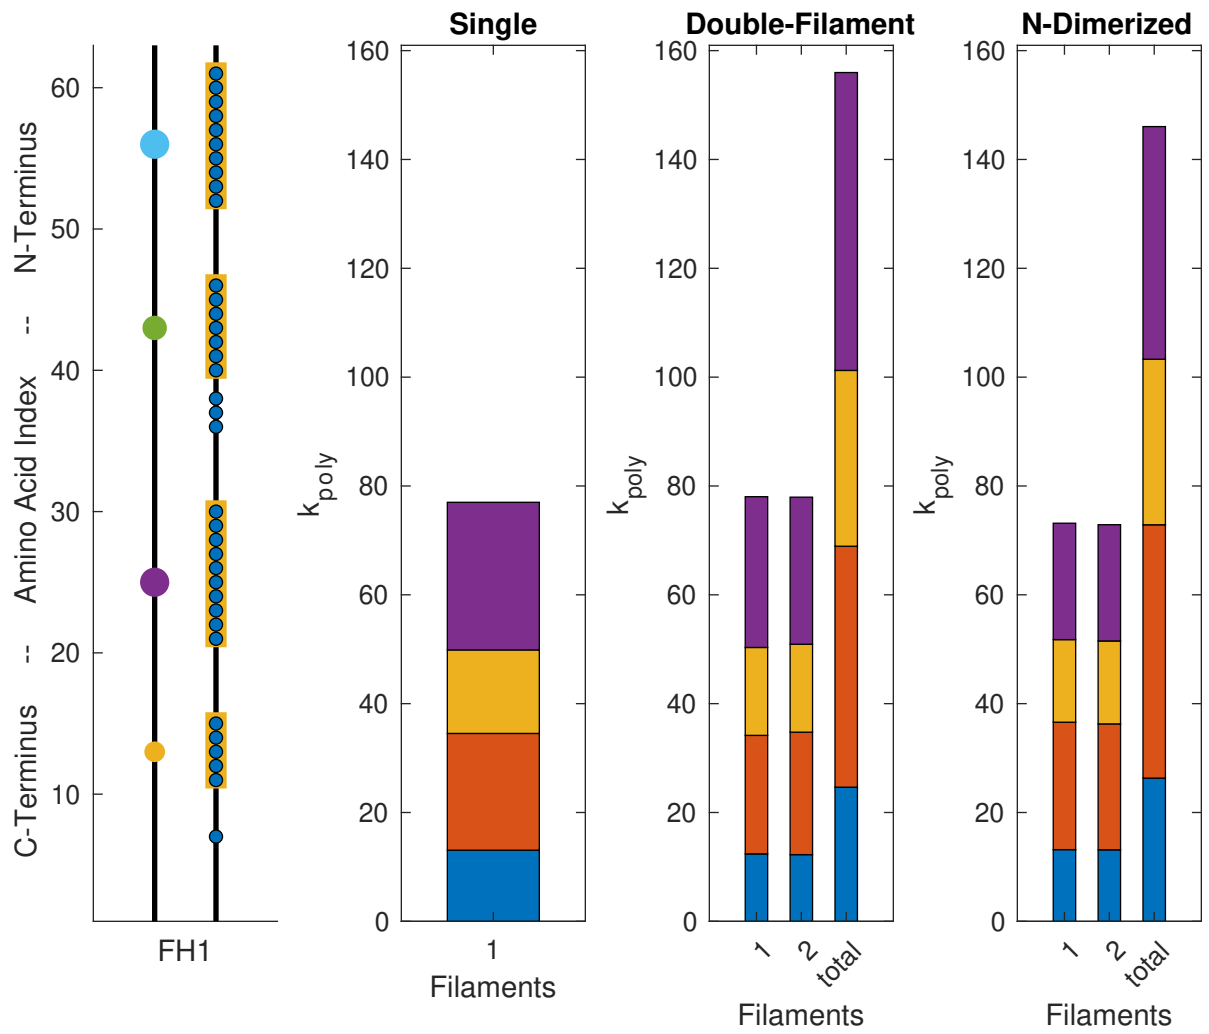 Single
Double-Filament
N-Dimerized
C-Terminus -- Amino Acid Index -- N-Terminus
60
50
40
30
20
10
FH1
k_poly
160
140
120
100
80
60
40
20
0
1
Filaments
k_poly
160
140
120
100
80
60
40
20
0
1
2
total
Filaments
k_poly
160
140
120
100
80
60
40
20
0
1
2
total
Filaments